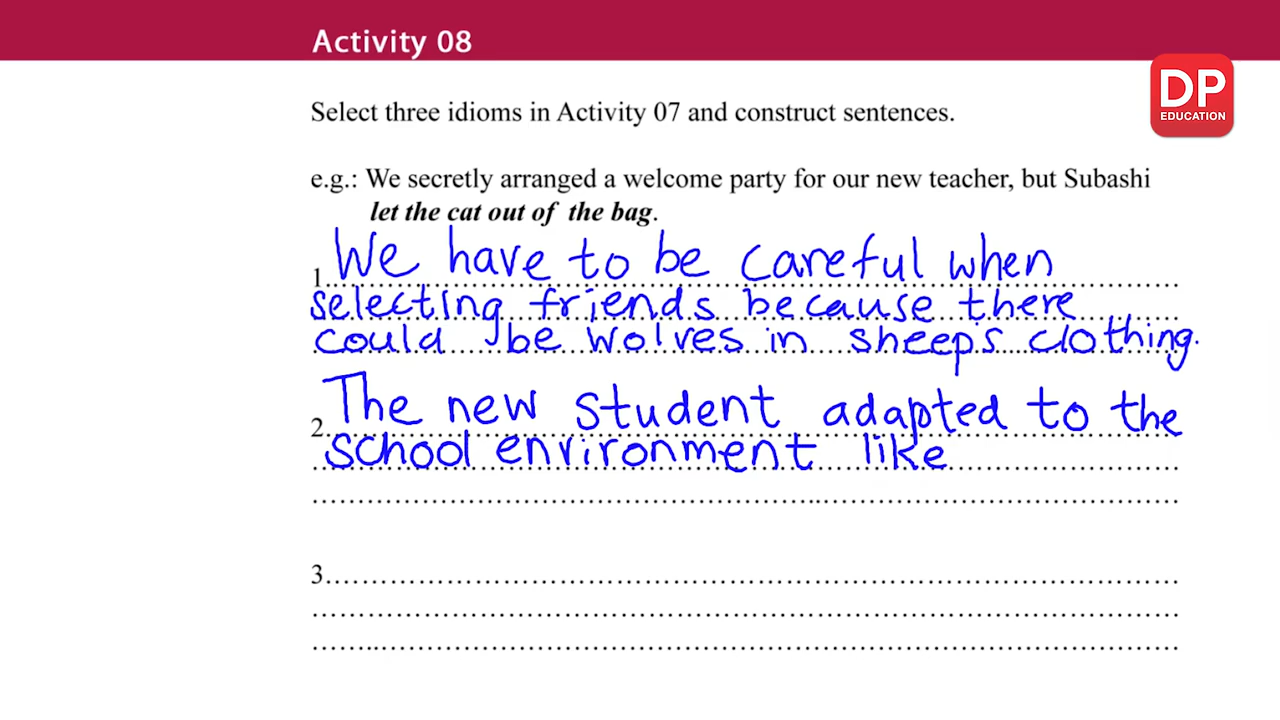 Activity 08
DP
EDUCATION
Select three idioms in Activity 07 and construct sentences.
e.g.: We secretly arranged a welcome party for our new teacher, but Subashi
let the cat out of the bag.
1. We have to be careful when
selecting friends because there
could be wolves in sheep's clothing.
2. The new student adapted to the
school environment like
3.